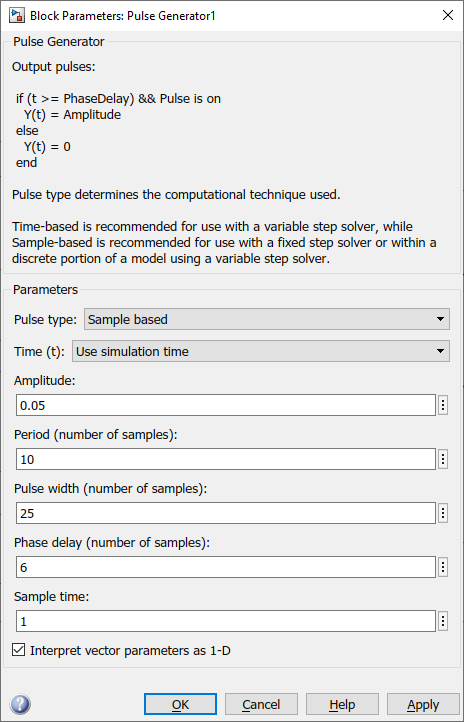 Block Parameters: Pulse Generator1
Pulse Generator
Output pulses:
if (t >= PhaseDelay) && Pulse is on
Y(t) = Amplitude
else
Y(t) = 0
end
Pulse type determines the computational technique used.
Time-based is recommended for use with a variable step solver, while
Sample-based is recommended for use with a fixed step solver or within a
discrete portion of a model using a variable step solver.
Parameters
Pulse type: Sample based
Time (t): Use simulation time
Amplitude:
0.05
Period (number of samples):
10
Pulse width (number of samples):
25
Phase delay (number of samples):
6
Sample time:
1
Interpret vector parameters as 1-D
? OK Cancel Help Apply